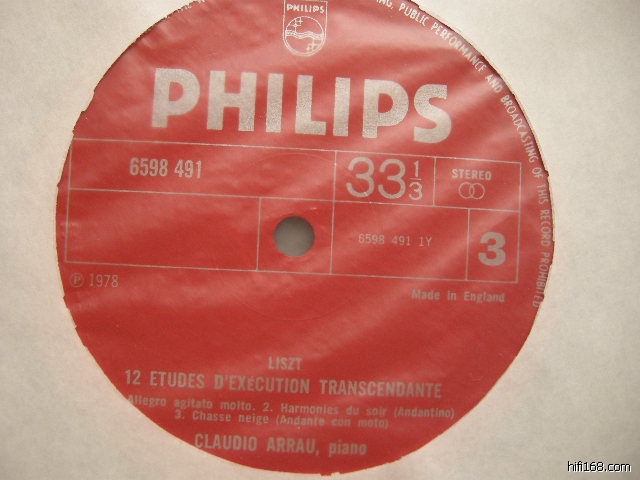 PHILIPS
ING, PUBLIC PERFORMANCE AND BROADCASTING OF THIS RECORD PROHIBITED
PHILIPS
6598 491
33 1/3
STEREO
6598 491 1Y
3
Ⓟ 1978
Made in England
LISZT
12 ETUDES D'EXÉCUTION TRANSCENDANTE
Allegro agitato molto. 2. Harmonies du soir (Andantino)
3. Chasse neige (Andante con moto)
CLAUDIO ARRAU, piano
hifi168.com